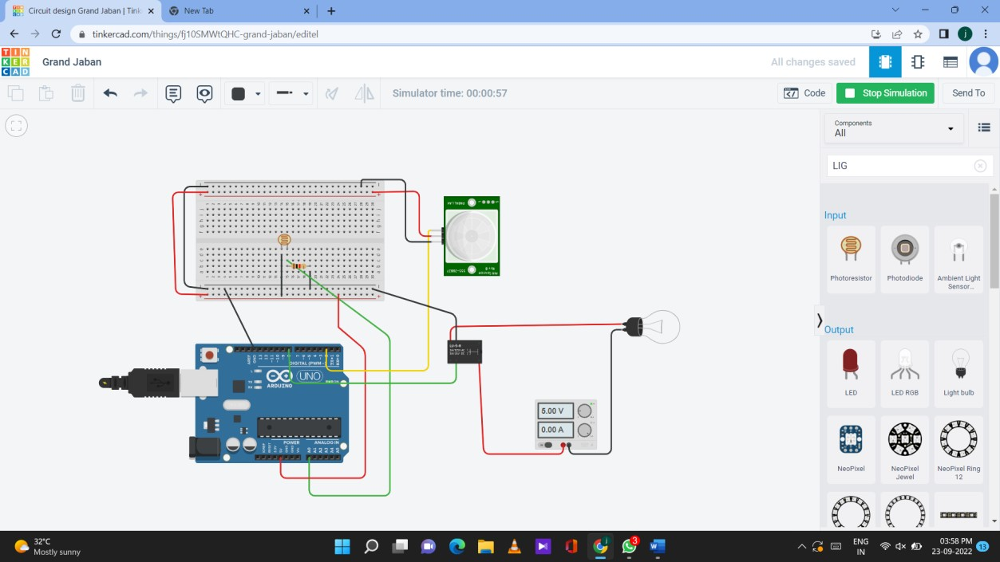 Circuit design Grand Jaban | Tink
New Tab
tinkercad.com/things/fj10SMWtQHC-grand-jaban/editel
TIN
KER
CAD
Grand Jaban
All changes saved
Simulator time: 00:00:57
Code
Stop Simulation
Send To
Components
All
LIG
Input
Photoresistor
Photodiode
Ambient Light
Sensor...
Output
LED
LED RGB
Light bulb
NeoPixel
NeoPixel
Jewel
NeoPixel Ring
12
DIGITAL (PWM
UNO
ARDUINO
POWER
ANALOG IN
5.00 V
0.00 A
32°C
Mostly sunny
3
ENG
IN
03:58 PM
23-09-2022
13